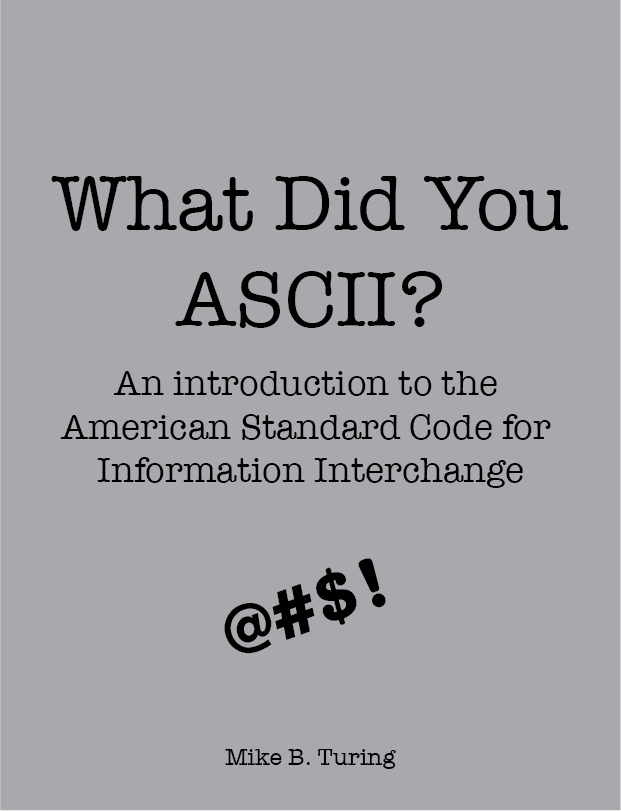 What Did You
ASCII?
An introduction to the
American Standard Code for
Information Interchange
@#$!
Mike B. Turing